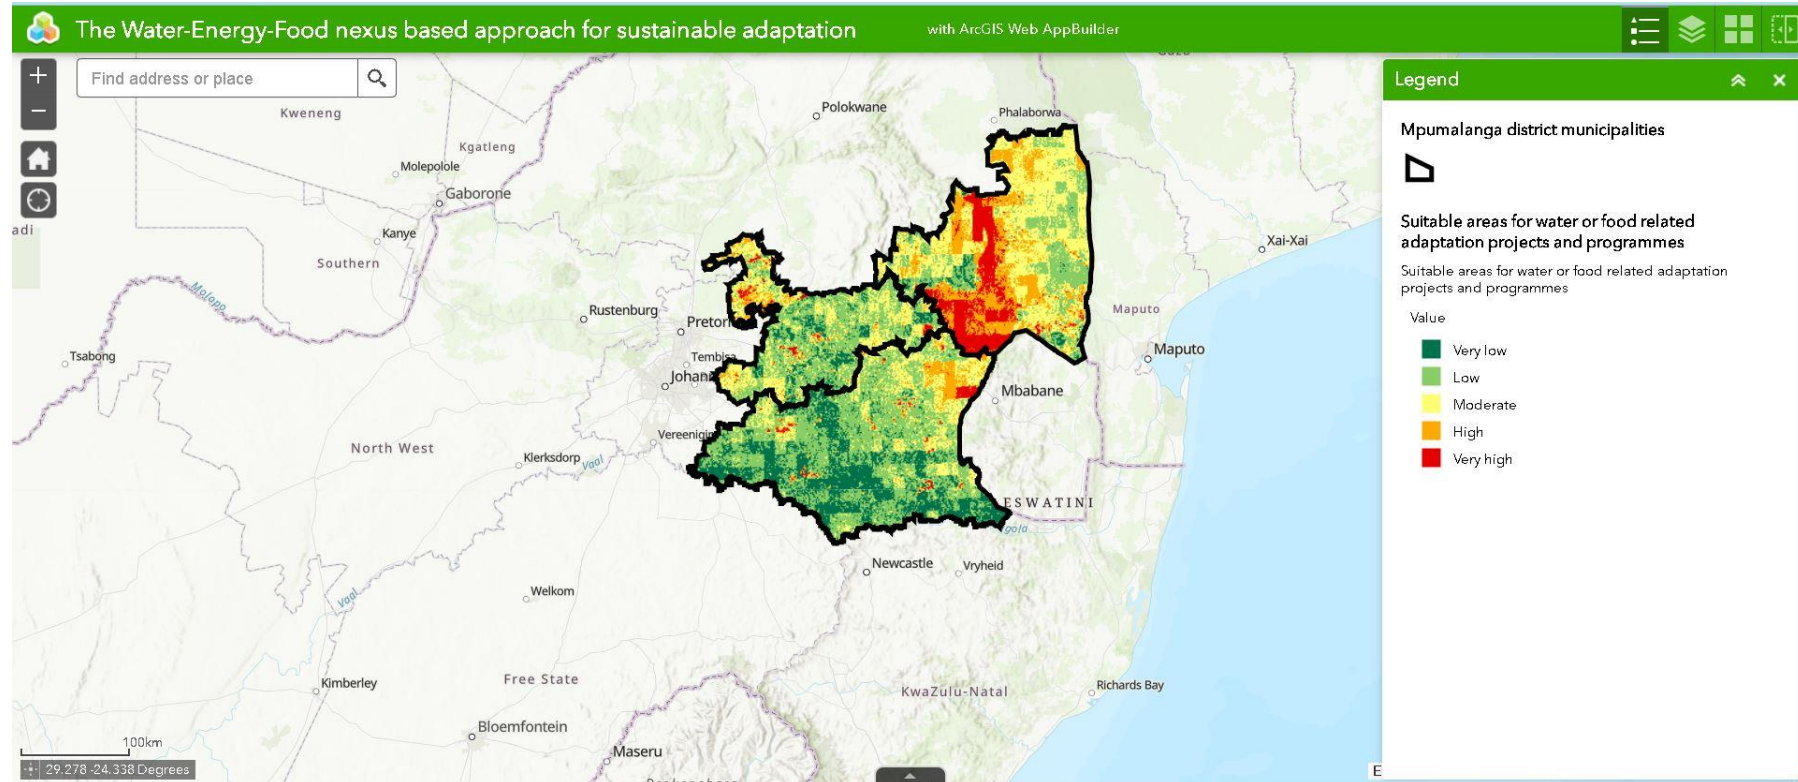 The Water-Energy-Food nexus based approach for sustainable adaptation
with ArcGIS Web AppBuilder
Find address or place
Legend
Mpumalanga district municipalities
Suitable areas for water or food related
adaptation projects and programmes
Suitable areas for water or food related adaptation
projects and programmes
Value
Very low
Low
Moderate
High
Very high
Kweneng
Polokwane
Phalaborwa
Kgatleng
Molepolole
Gaborone
Kanye
Southern
Xai-Xai
Molopo
Rustenburg
Maputo
Tsabong
Maputo
Mbabane
North West
Klerksdorp
Vaal
ESWATINI
Newcastle
Vryheid
Welkom
Vaal
Kimberley
Free State
KwaZulu-Natal
Richards Bay
Bloemfontein
Maseru
100km
29.278 -24.338 Degrees